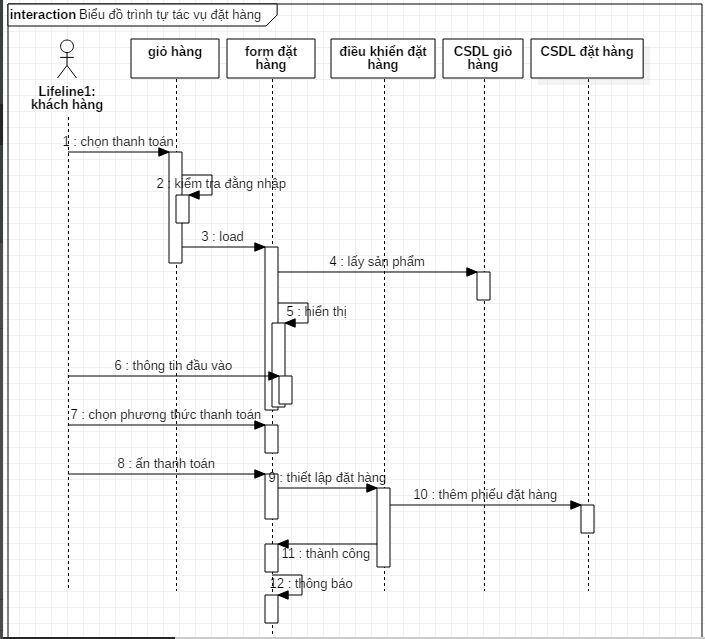 interaction Biểu đồ trình tự tác vụ đặt hàng
Lifeline1:
khách hàng
giỏ hàng
form đặt
hàng
điều khiển đặt
hàng
CSDL giỏ
hàng
CSDL đặt hàng
1 : chọn thanh toán
2 : kiểm tra đằng nhập
3 : load
4 : lấy sản phẩm
5 : hiển thị
6 : thông tin đầu vào
7 : chọn phương thức thanh toán
8 : ấn thanh toán
9 : thiết lập đặt hàng
10 : thêm phiếu đặt hàng
11 : thành công
12 : thông báo